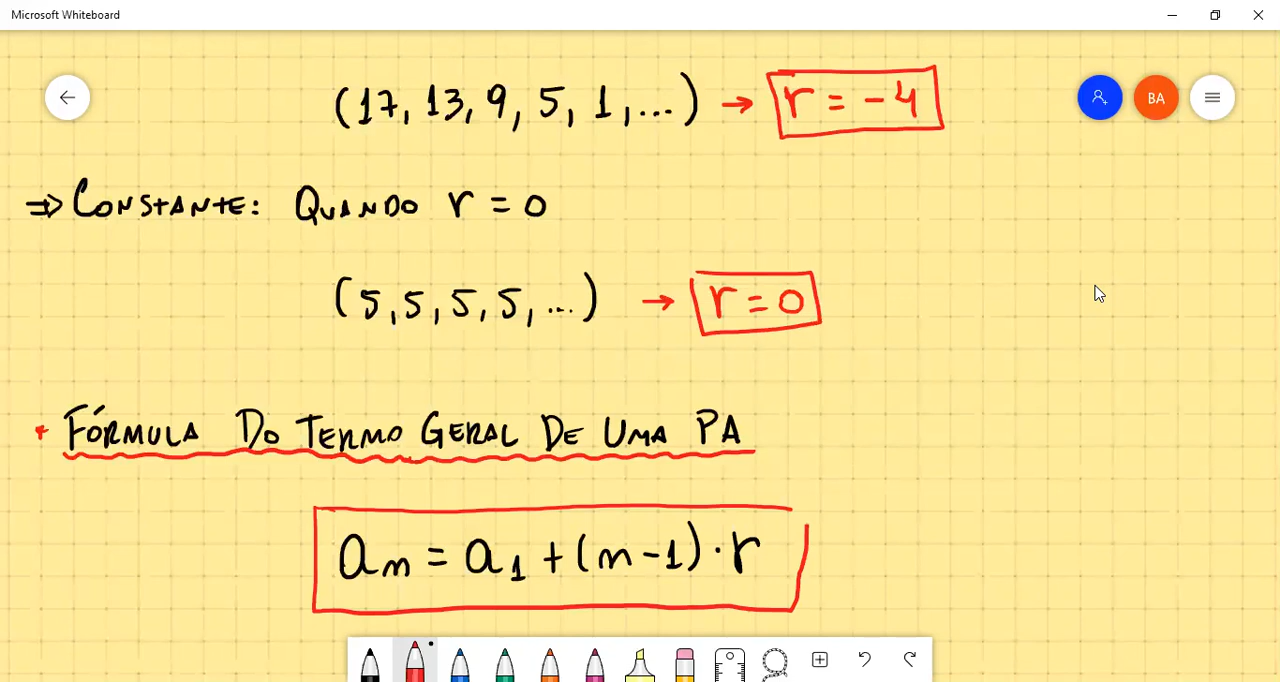 Microsoft Whiteboard
(17, 13, 9, 5, 1, ...) → r = -4
BA
⇒ CONSTANTE: QUANDO r = 0
(5, 5, 5, 5, ...) → r = 0
* FÓRMULA DO TERMO GERAL DE UMA PA
an = a1 + (n-1) · r